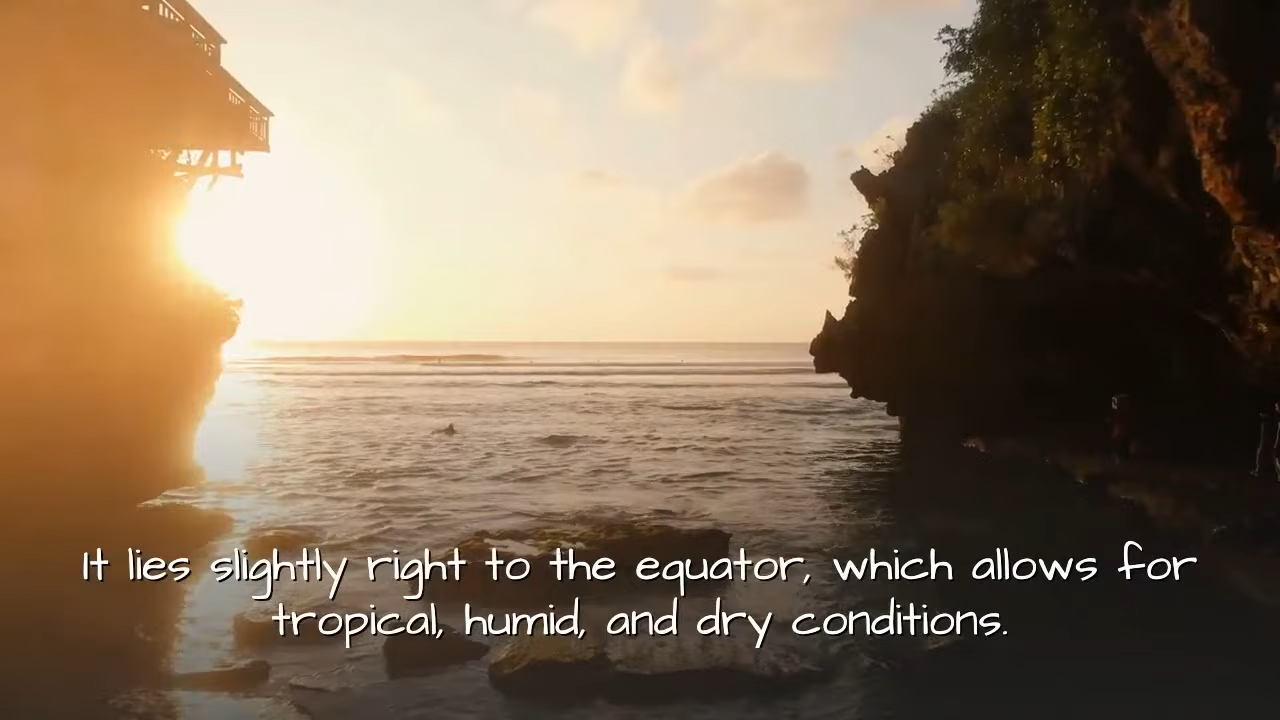 It lies slightly right to the equator, which allows for
tropical, humid, and dry conditions.